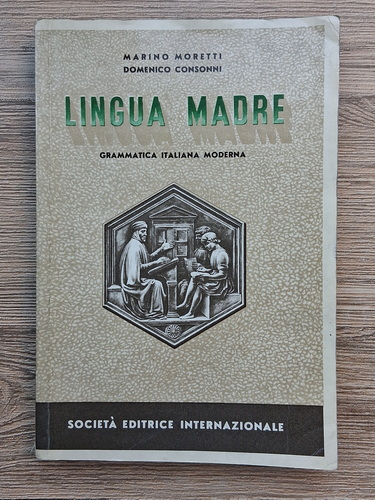 MARINO MORETTI
DOMENICO CONSONNI
LINGUA MADRE
GRAMMATICA ITALIANA MODERNA
SOCIETÀ EDITRICE INTERNAZIONALE